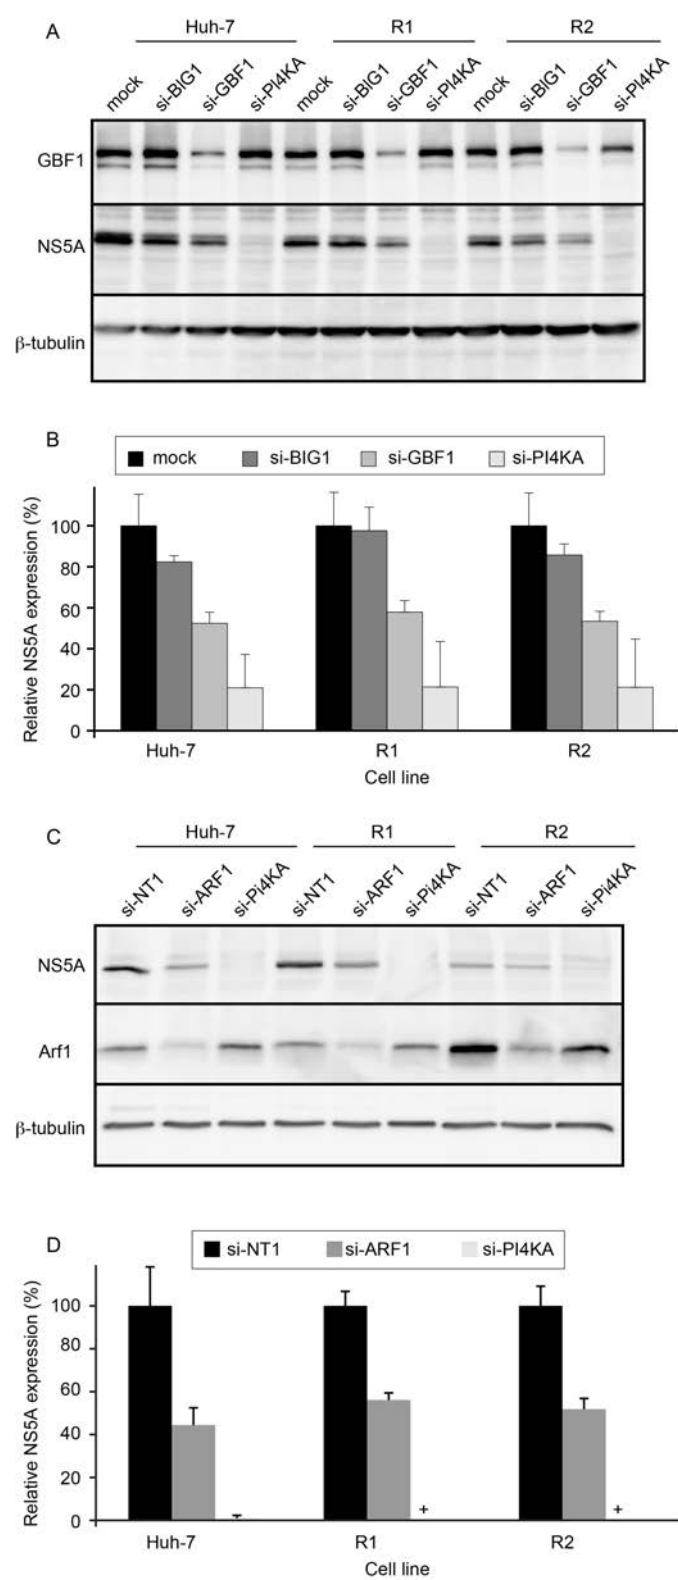 A
Huh-7 R1 R2
mock si-BIG1 si-GBF1 si-PI4KA mock si-BIG1 si-GBF1 si-PI4KA mock si-BIG1 si-GBF1 si-PI4KA
GBF1
NS5A
β-tubulin
B
mock si-BIG1 si-GBF1 si-PI4KA
Relative NS5A expression (%)
100
80
60
40
20
0
Huh-7 R1 R2
Cell line
C
Huh-7 R1 R2
si-NT1 si-ARF1 si-Pi4KA si-NT1 si-ARF1 si-Pi4KA si-NT1 si-ARF1 si-Pi4KA
NS5A
Arf1
β-tubulin
D
si-NT1 si-ARF1 si-PI4KA
Relative NS5A expression (%)
100
80
60
40
20
0
+ +
Huh-7 R1 R2
Cell line